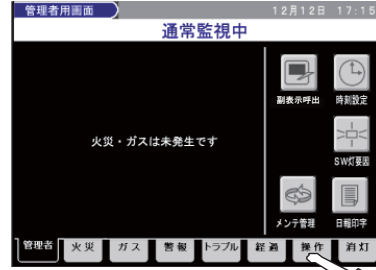 管理者用画面
12月12日 17:15
通常監視中
副表示呼出
時刻設定
火災・ガスは未発生です
SW灯要因
メンテ管理
日報印字
管理者 火災 ガス 警報 トラブル 経過 操作 消灯